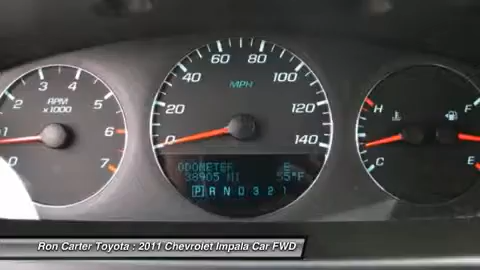 60 80
40 MPH 100
20 120
0 140
4
3 5
RPM
x1000
2 6
1
0 7
H F
C E
ODOMETER E
38905 MI °F
P R N D 3 2 1
Ron Carter Toyota : 2011 Chevrolet Impala Car FWD